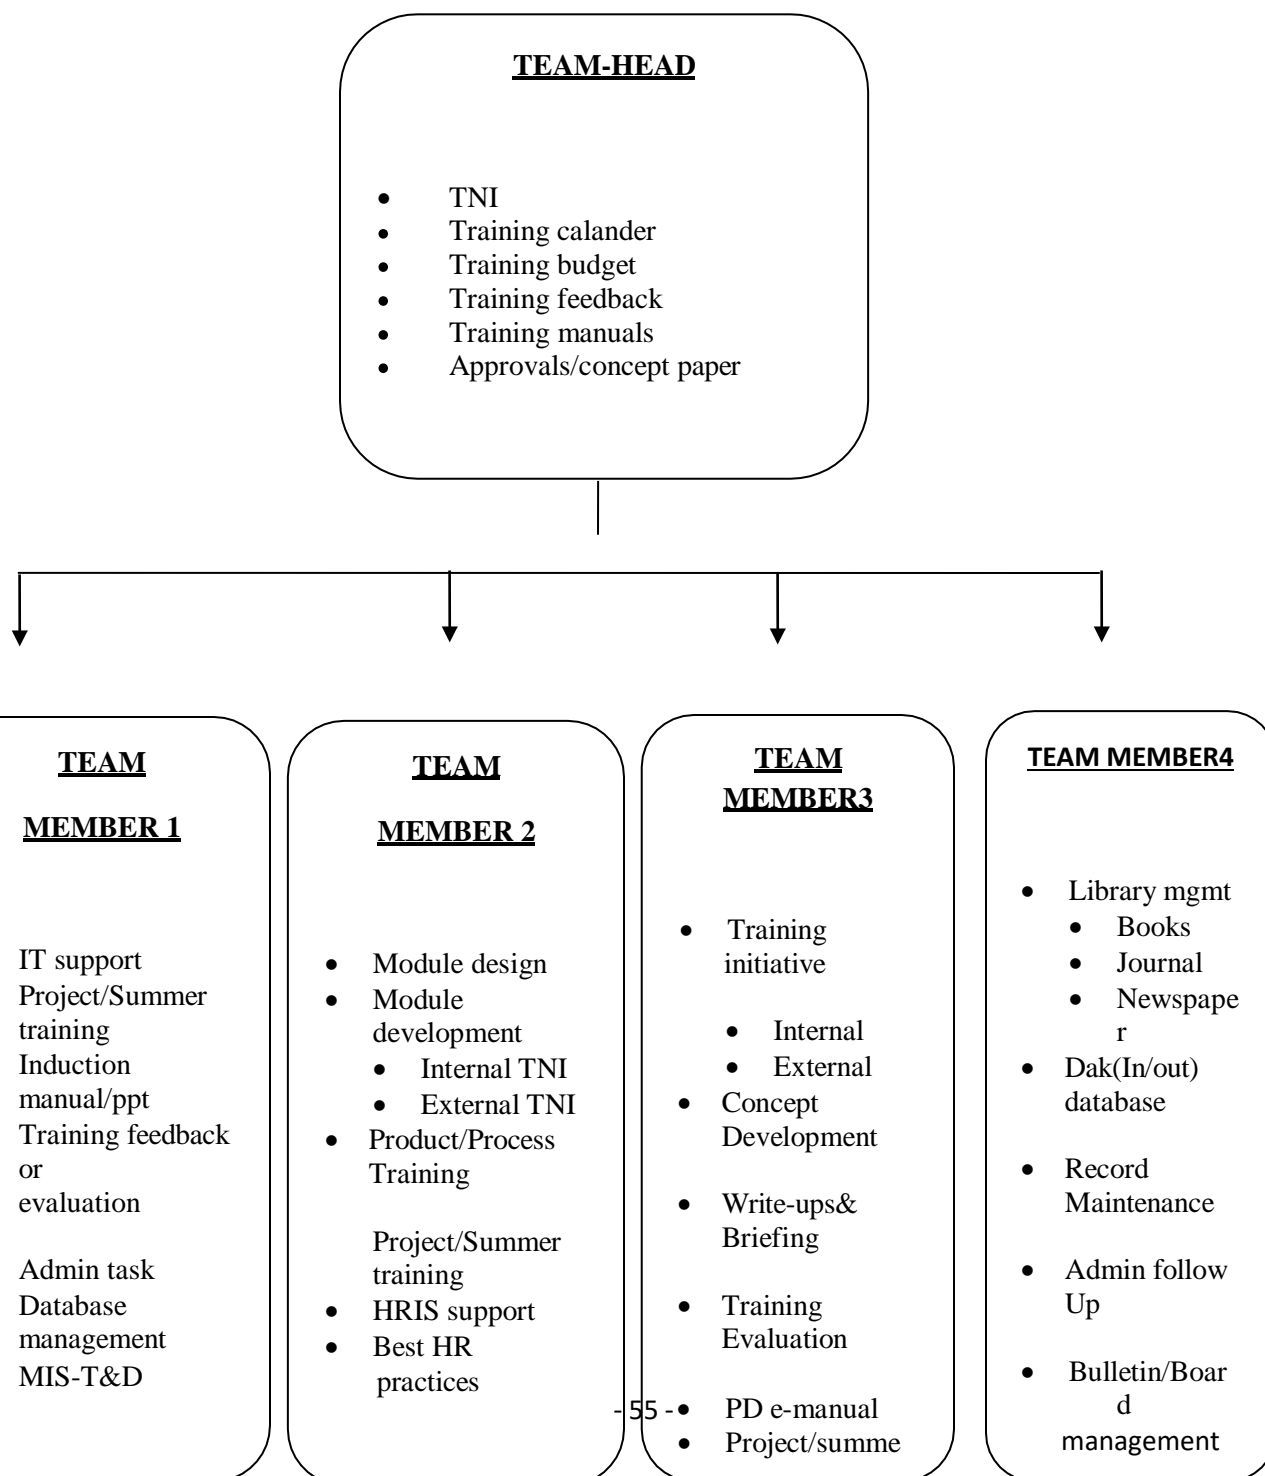 TEAM-HEAD
• TNI
• Training calander
• Training budget
• Training feedback
• Training manuals
• Approvals/concept paper
TEAM
MEMBER 1
IT support
Project/Summer
training
Induction
manual/ppt
Training feedback
or
evaluation
Admin task
Database
management
MIS-T&D
TEAM
MEMBER 2
• Module design
• Module
development
• Internal TNI
• External TNI
• Product/Process
Training
Project/Summer
training
• HRIS support
• Best HR
practices
TEAM
MEMBER3
• Training
initiative
• Internal
• External
• Concept
Development
• Write-ups&
Briefing
• Training
Evaluation
• PD e-manual
• Project/summe
TEAM MEMBER4
• Library mgmt
• Books
• Journal
• Newspape
r
• Dak(In/out)
database
• Record
Maintenance
• Admin follow
Up
• Bulletin/Boar
d
management
- 55 -